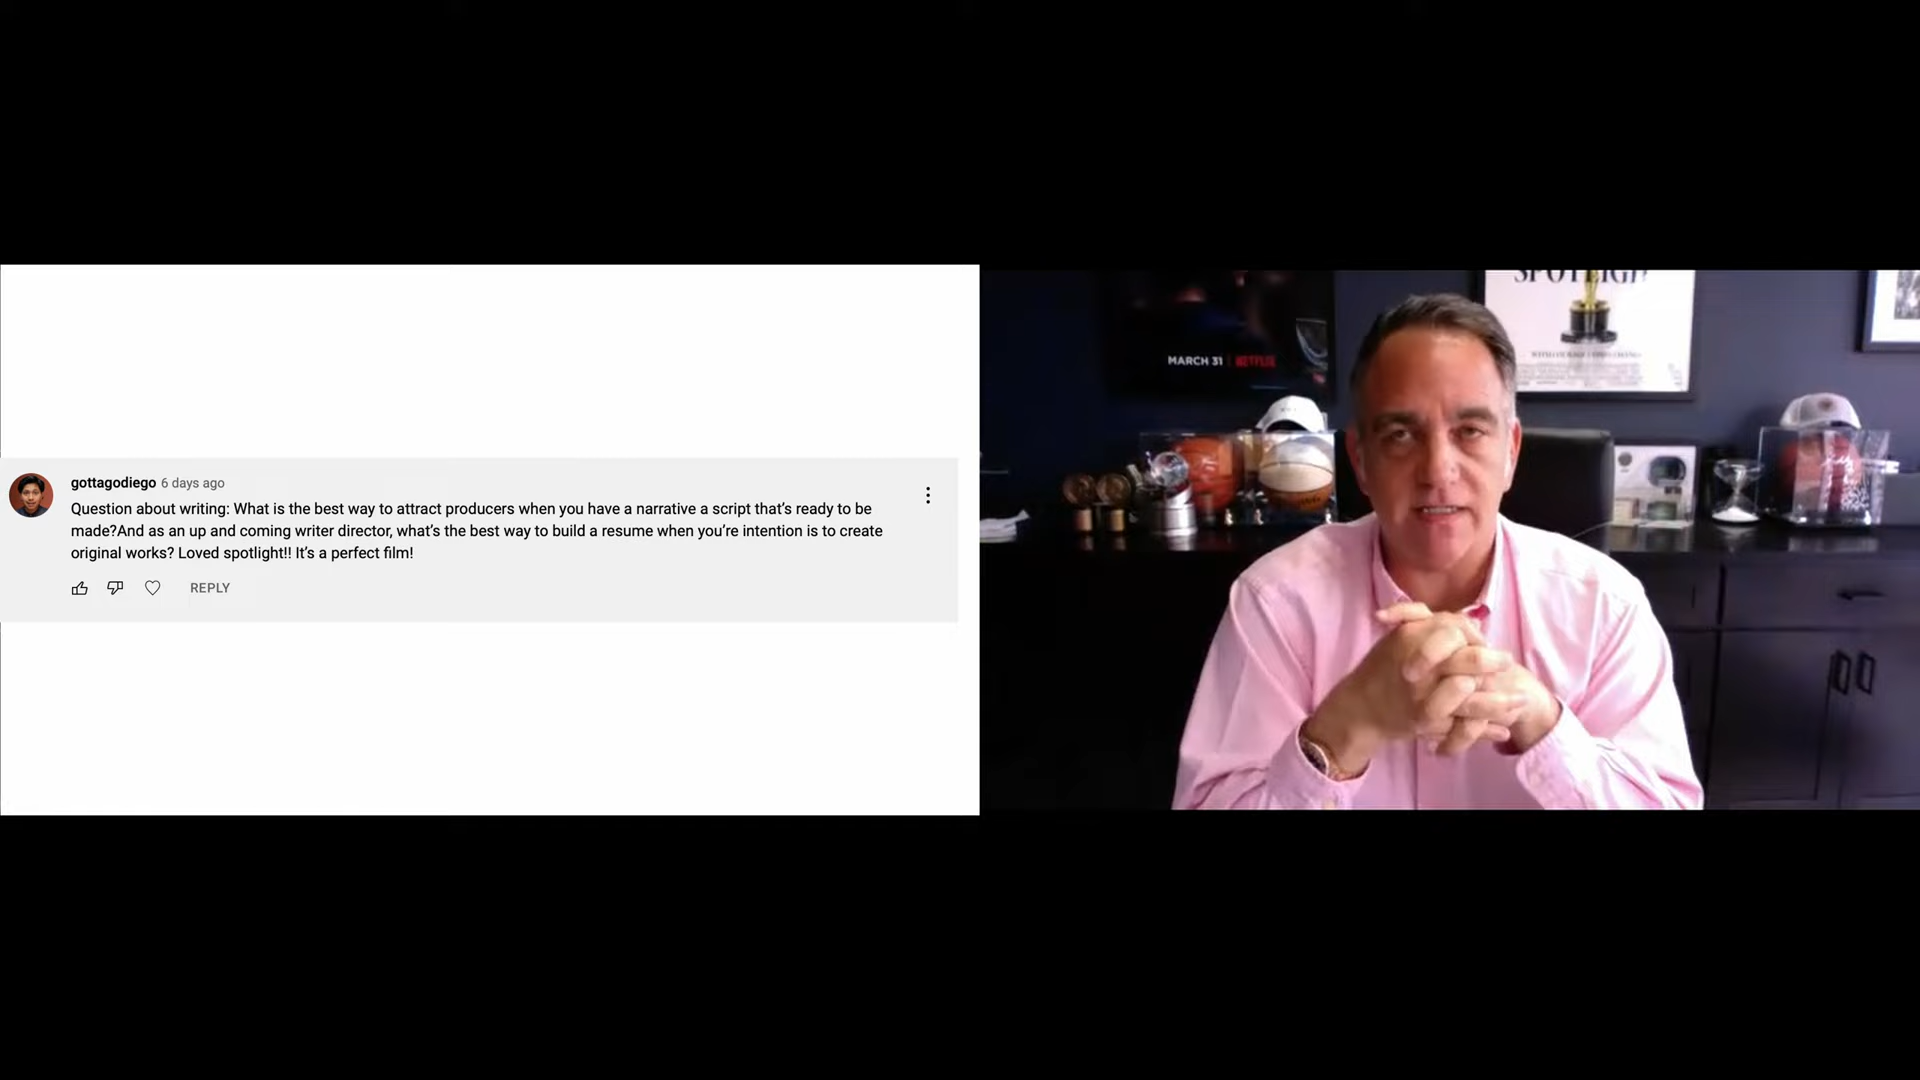 gottagodiego 6 days ago
Question about writing: What is the best way to attract producers when you have a narrative a script that’s ready to be
made?And as an up and coming writer director, what’s the best way to build a resume when you’re intention is to create
original works? Loved spotlight!! It’s a perfect film!
REPLY
SPOTLIGHT
MARCH 31 | NETFLIX